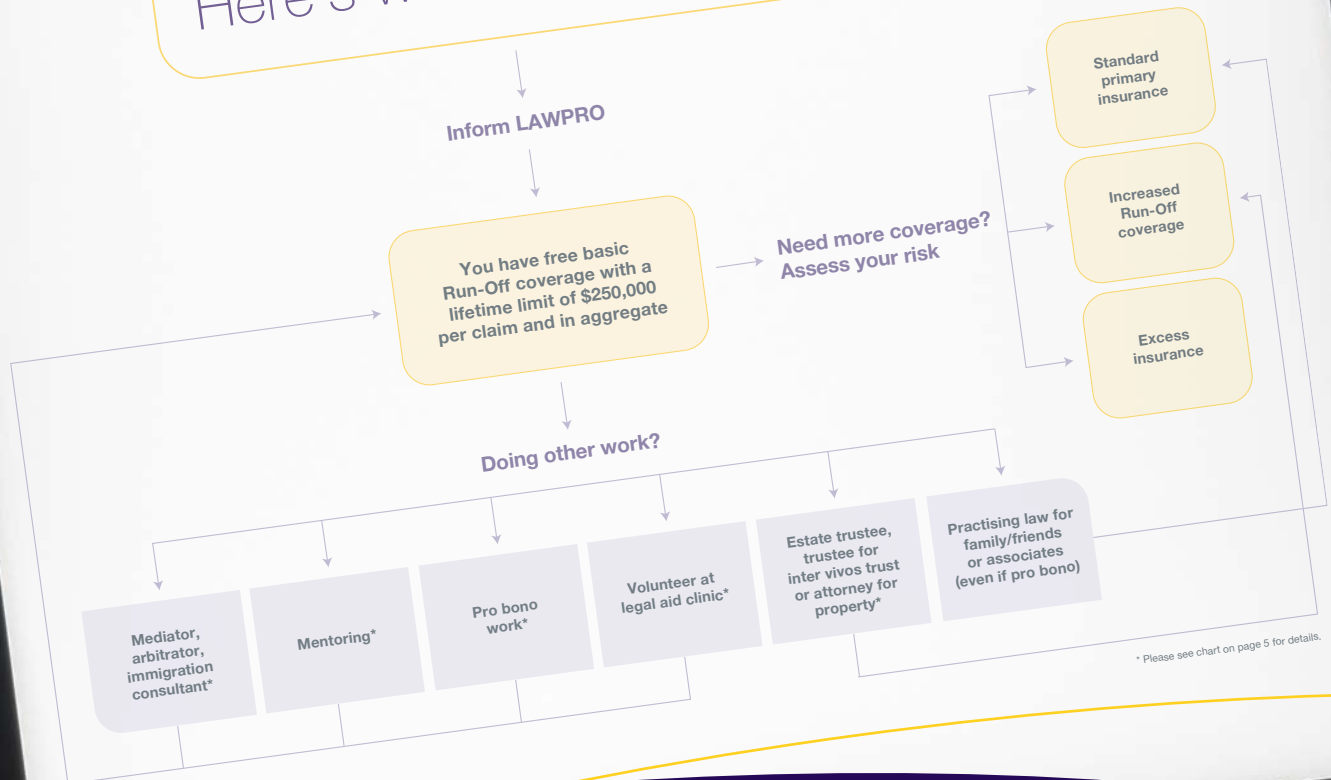 Here's
Inform LAWPRO
You have free basic
Run-Off coverage with a
lifetime limit of $250,000
per claim and in aggregate
Need more coverage?
Assess your risk
Standard
primary
insurance
Increased
Run-Off
coverage
Excess
insurance
Doing other work?
Mediator,
arbitrator,
immigration
consultant*
Mentoring*
Pro bono
work*
Volunteer at
legal aid clinic*
Estate trustee,
trustee for
inter vivos trust
or attorney for
property*
Practising law for
family/friends
or associates
(even if pro bono)
* Please see chart on page 5 for details.